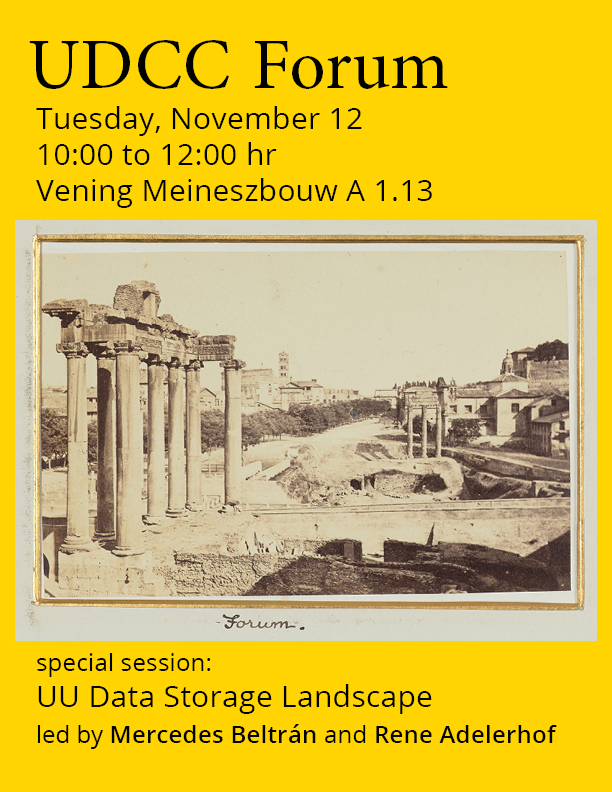 UDCC Forum
Tuesday, November 12
10:00 to 12:00 hr
Vening Meineszbouw A 1.13
Forum.
special session:
UU Data Storage Landscape
led by Mercedes Beltrán and Rene Adelerhof